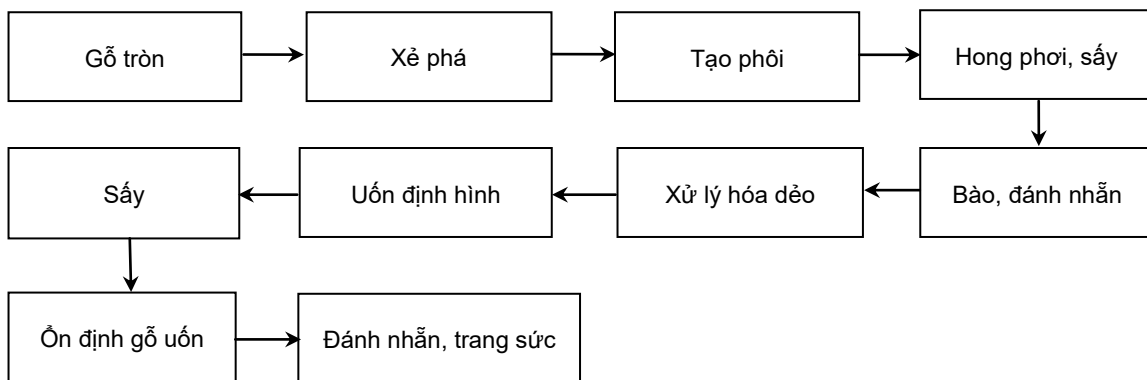 Gỗ tròn
Xẻ phá
Tạo phôi
Hong phơi, sấy
Bào, đánh nhẵn
Xử lý hóa dẻo
Uốn định hình
Sấy
Ổn định gỗ uốn
Đánh nhẵn, trang sức